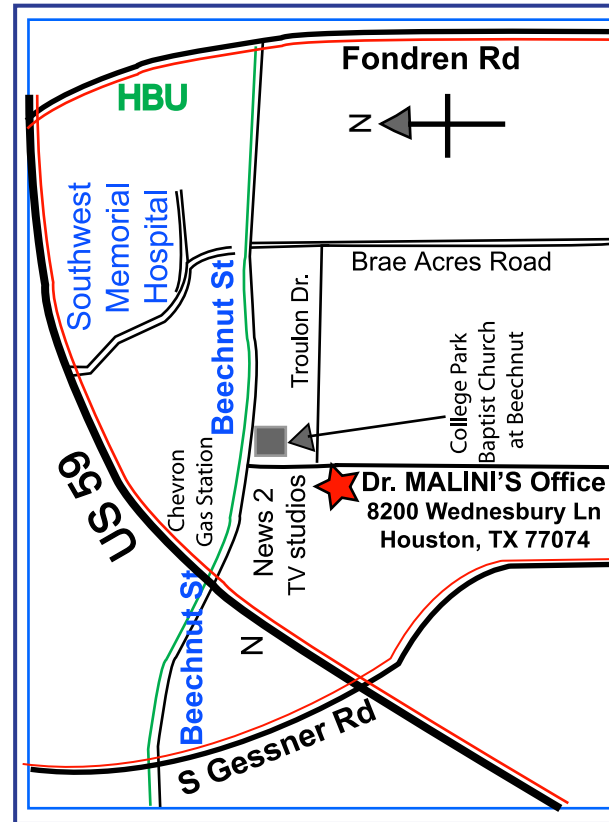 Fondren Rd
HBU
N
Southwest
Memorial
Hospital
Brae Acres Road
Beechnut St
Troulon Dr.
College Park
Baptist Church
at Beechnut
US 59
Chevron
Gas Station
News 2
TV studios
Dr. MALINI'S Office
8200 Wednesbury Ln
Houston, TX 77074
Beechnut St
N
S Gessner Rd